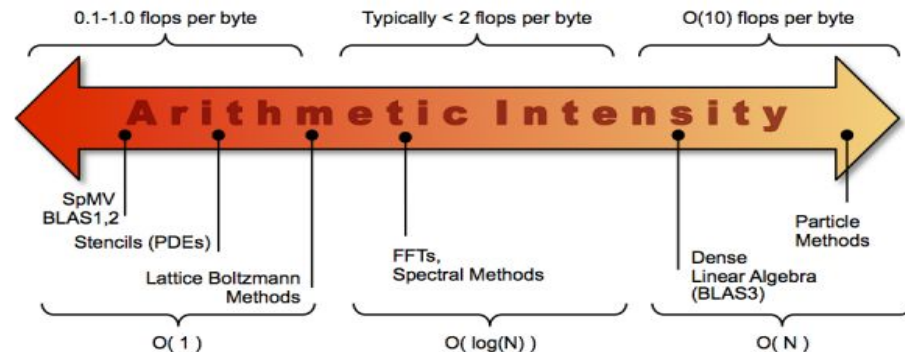 0.1-1.0 flops per byte
Typically < 2 flops per byte
O(10) flops per byte
Arithmetic Intensity
SpMV
BLAS1,2
Stencils (PDEs)
Lattice Boltzmann
Methods
FFTs,
Spectral Methods
Dense
Linear Algebra
(BLAS3)
Particle
Methods
O( 1 )
O( log(N) )
O( N )